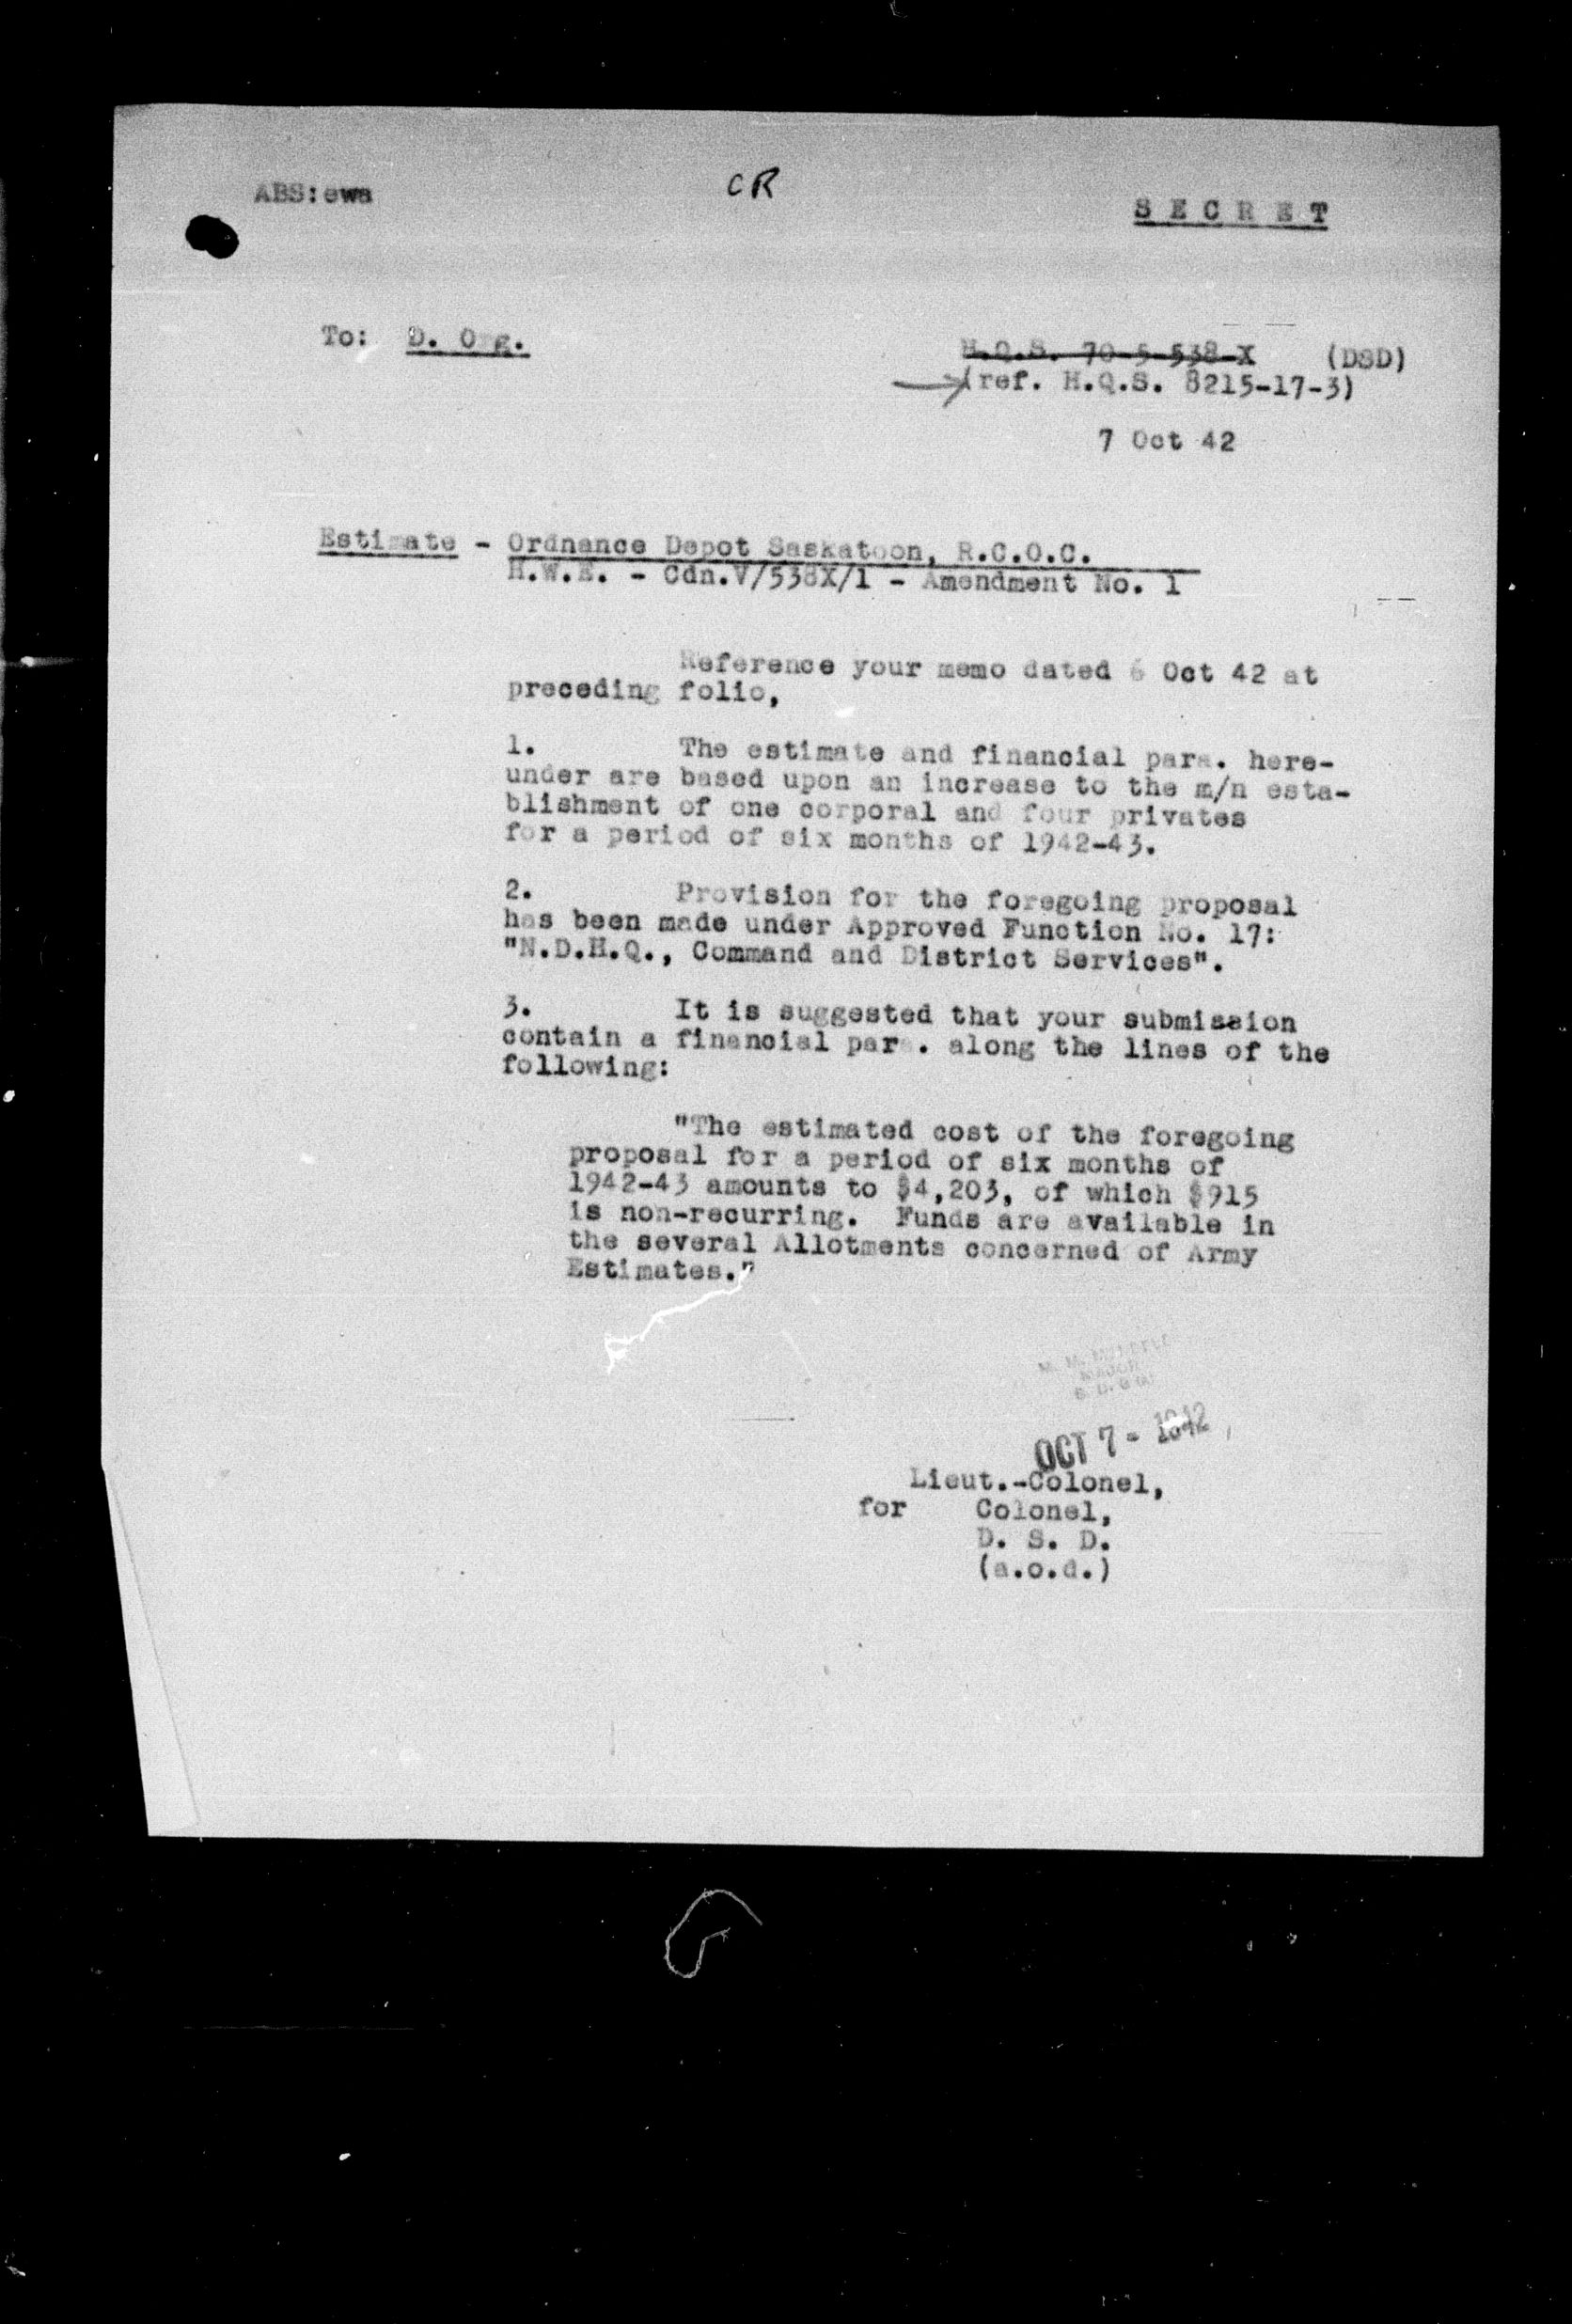 ABS:ewa
CR
S E C R E T
To: D. Org.
H.Q.S. 70-5-538-X (DSD)
(ref. H.Q.S. 8215-17-3)
7 Oct 42
Estimate - Ordnance Depot Saskatoon, R.C.O.C.
H.W.E. - Cdn.V/538X/1 - Amendment No. 1
Reference your memo dated 6 Oct 42 at
preceding folio,
1. The estimate and financial para. here-
under are based upon an increase to the m/n esta-
blishment of one corporal and four privates
for a period of six months of 1942-43.
2. Provision for the foregoing proposal
has been made under Approved Function No. 17:
"N.D.H.Q., Command and District Services".
3. It is suggested that your submission
contain a financial para. along the lines of the
following:
"The estimated cost of the foregoing
proposal for a period of six months of
1942-43 amounts to $4,203, of which $915
is non-recurring. Funds are available in
the several Allotments concerned of Army
Estimates."
MAJOR
OCT 7 - 1942
Lieut.-Colonel,
for Colonel,
D. S. D.
(a.o.d.)